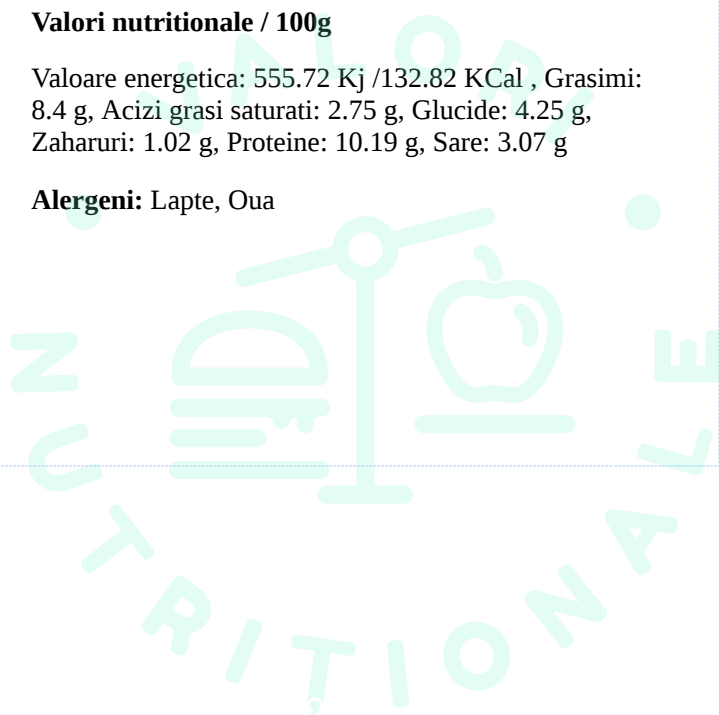 Valori nutritionale / 100g
Valoare energetica: 555.72 Kj /132.82 KCal , Grasimi:
8.4 g, Acizi grasi saturati: 2.75 g, Glucide: 4.25 g,
Zaharuri: 1.02 g, Proteine: 10.19 g, Sare: 3.07 g
Alergeni: Lapte, Oua
VALORI
NUTRIȚIONALE